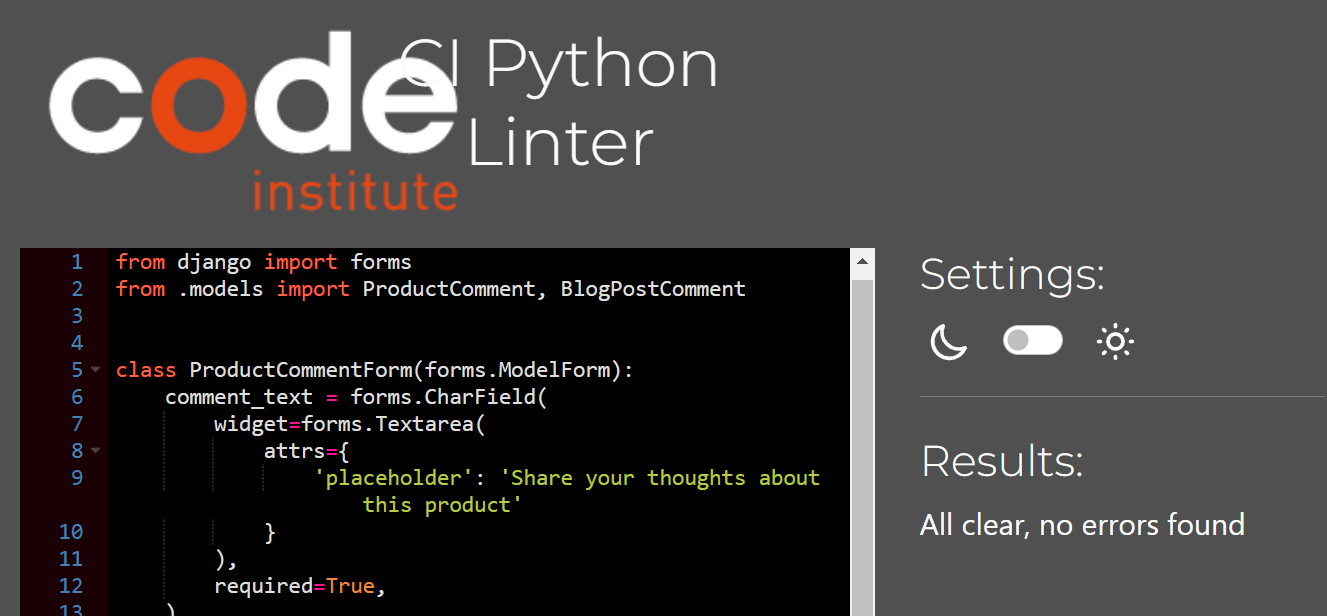 code
institute
CI Python
Linter
1 from django import forms
2 from .models import ProductComment, BlogPostComment
3
4
5 class ProductCommentForm(forms.ModelForm):
6     comment_text = forms.CharField(
7         widget=forms.Textarea(
8             attrs={
9                 'placeholder': 'Share your thoughts about
                    this product'
10            }
11        ),
12        required=True,
13    )
Settings:
Results:
All clear, no errors found